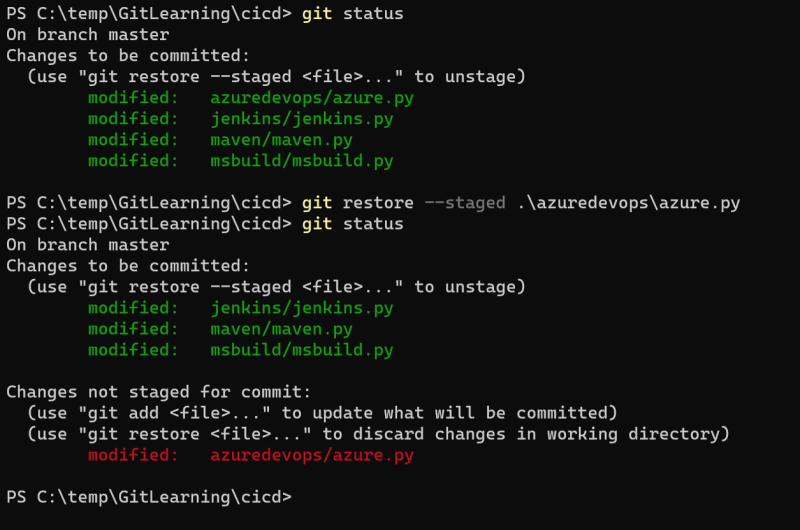 PS C:\temp\GitLearning\cicd> git status
On branch master
Changes to be committed:
  (use "git restore --staged <file>..." to unstage)
        modified:   azuredevops/azure.py
        modified:   jenkins/jenkins.py
        modified:   maven/maven.py
        modified:   msbuild/msbuild.py

PS C:\temp\GitLearning\cicd> git restore --staged .\azuredevops\azure.py
PS C:\temp\GitLearning\cicd> git status
On branch master
Changes to be committed:
  (use "git restore --staged <file>..." to unstage)
        modified:   jenkins/jenkins.py
        modified:   maven/maven.py
        modified:   msbuild/msbuild.py

Changes not staged for commit:
  (use "git add <file>..." to update what will be committed)
  (use "git restore <file>..." to discard changes in working directory)
        modified:   azuredevops/azure.py

PS C:\temp\GitLearning\cicd>